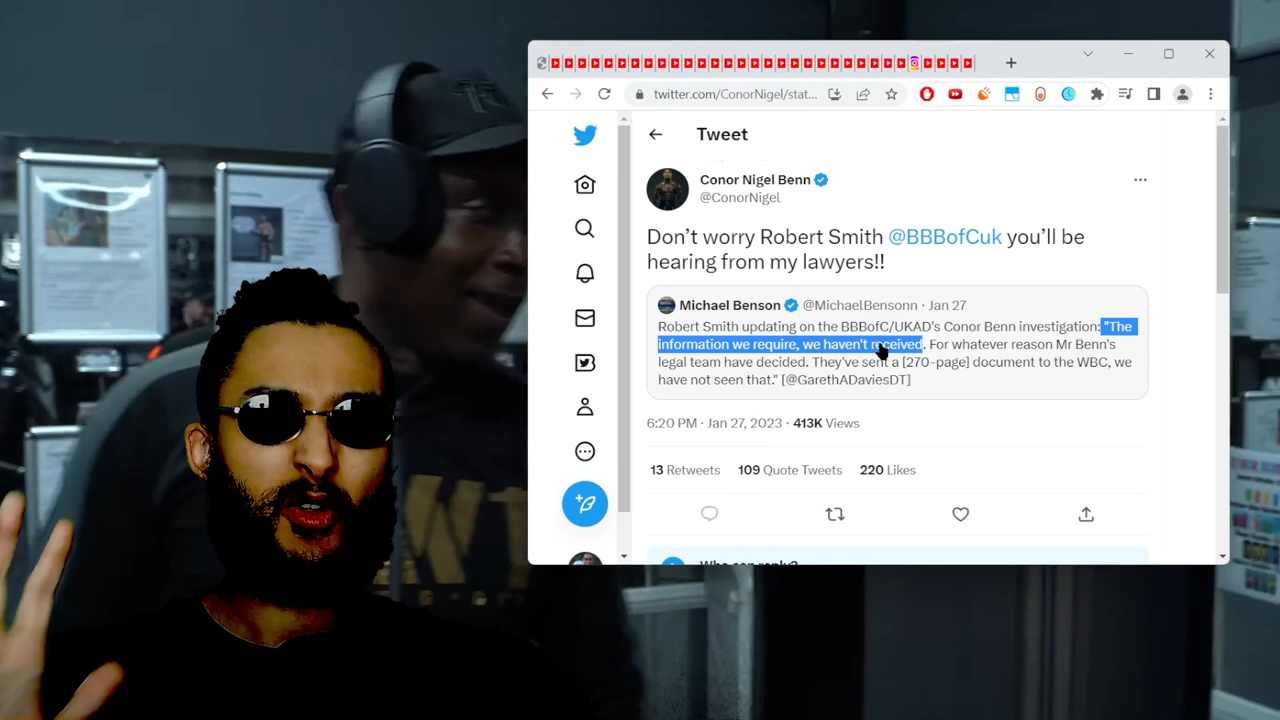 twitter.com/ConorNigel/stat...
Tweet
Conor Nigel Benn
@ConorNigel
Don’t worry Robert Smith @BBBofCuk you’ll be
hearing from my lawyers!!
Michael Benson @MichaelBensonn · Jan 27
Robert Smith updating on the BBBofC/UKAD's Conor Benn investigation: "The
information we require, we haven't received. For whatever reason Mr Benn's
legal team have decided. They've sent a [270-page] document to the WBC, we
have not seen that." [@GarethADaviesDT]
6:20 PM · Jan 27, 2023 · 413K Views
13 Retweets 109 Quote Tweets 220 Likes
Who can reply?